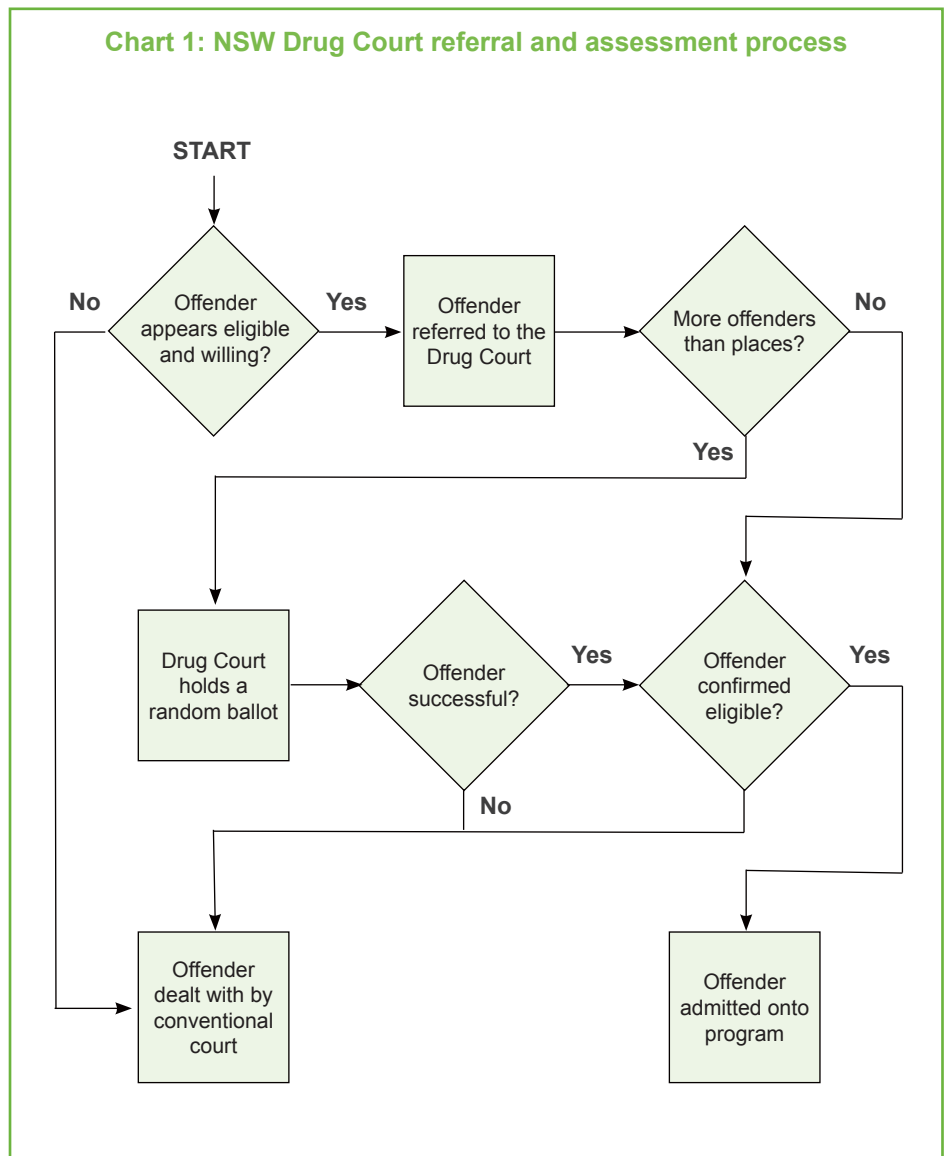 Chart 1: NSW Drug Court referral and assessment process
START
No
Offender
appears eligible
and willing?
Yes
Offender
referred to the
Drug Court
More offenders
than places?
No
Yes
Drug Court
holds a
random ballot
Offender
successful?
Yes
Offender
confirmed
eligible?
Yes
No
Offender
dealt with by
conventional
court
Offender
admitted onto
program